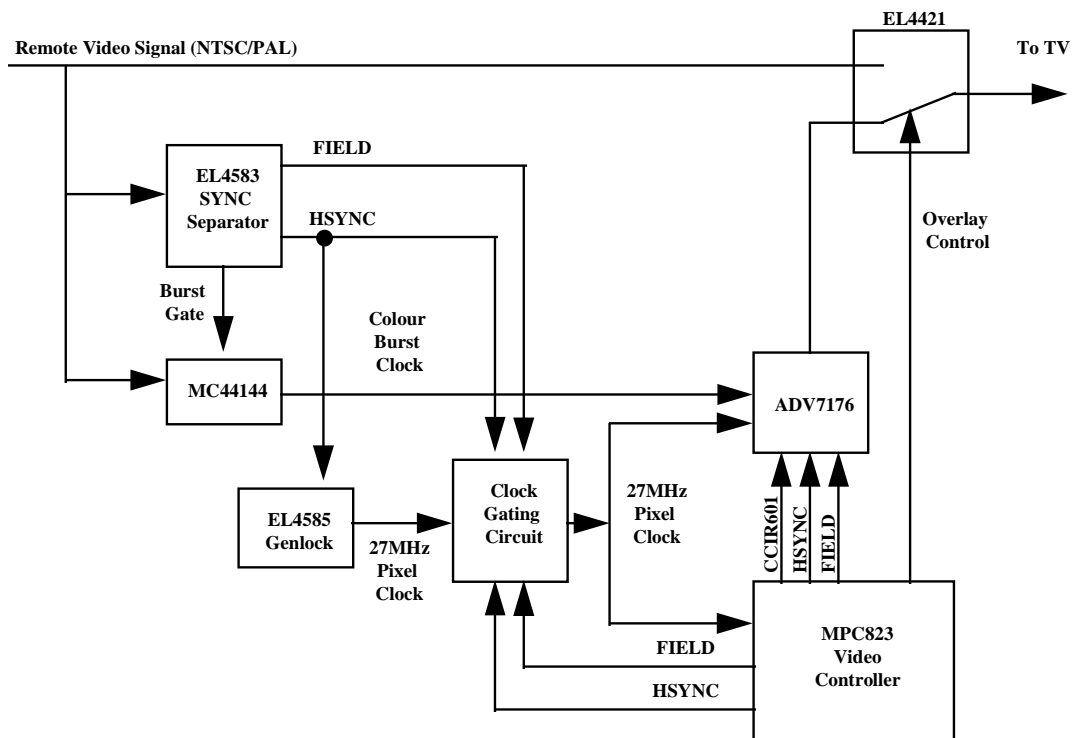 EL4421
Remote Video Signal (NTSC/PAL)
To TV
FIELD
EL4583
SYNC
Separator
HSYNC
Overlay
Control
Burst
Gate
Colour
Burst
Clock
MC44144
ADV7176
Clock
Gating
Circuit
27MHz
Pixel
Clock
CCIR601
HSYNC
FIELD
EL4585
Genlock
27MHz
Pixel
Clock
MPC823
Video
Controller
FIELD
HSYNC